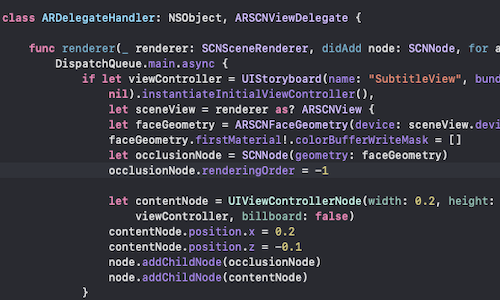 class ARDelegateHandler: NSObject, ARSCNViewDelegate {
func renderer(_ renderer: SCNSceneRenderer, didAdd node: SCNNode, for
DispatchQueue.main.async {
if let viewController = UIStoryboard(name: "SubtitleView",
nil).instantiateInitialViewController(),
let sceneView = renderer as? ARSCNView {
let faceGeometry = ARSCNFaceGeometry(device: sceneView.
faceGeometry.firstMaterial!.colorBufferWriteMask = []
let occlusionNode = SCNNode(geometry: faceGeometry)
occlusionNode.renderingOrder = -1
let contentNode = UIViewControllerNode(width: 0.2, height:
viewController, billboard: false)
contentNode.position.x = 0.2
contentNode.position.z = -0.1
node.addChildNode(occlusionNode)
node.addChildNode(contentNode)
}